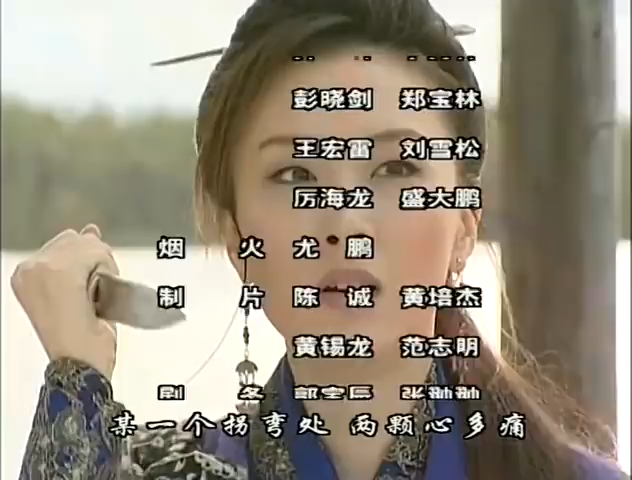 彭晓剑 郑宝林
王宏雷 刘雪松
厉海龙 盛大鹏
烟 火 尤 鹏
制 片 陈 诚 黄培杰
黄锡龙 范志明
某一个拐弯处 两颗心多痛